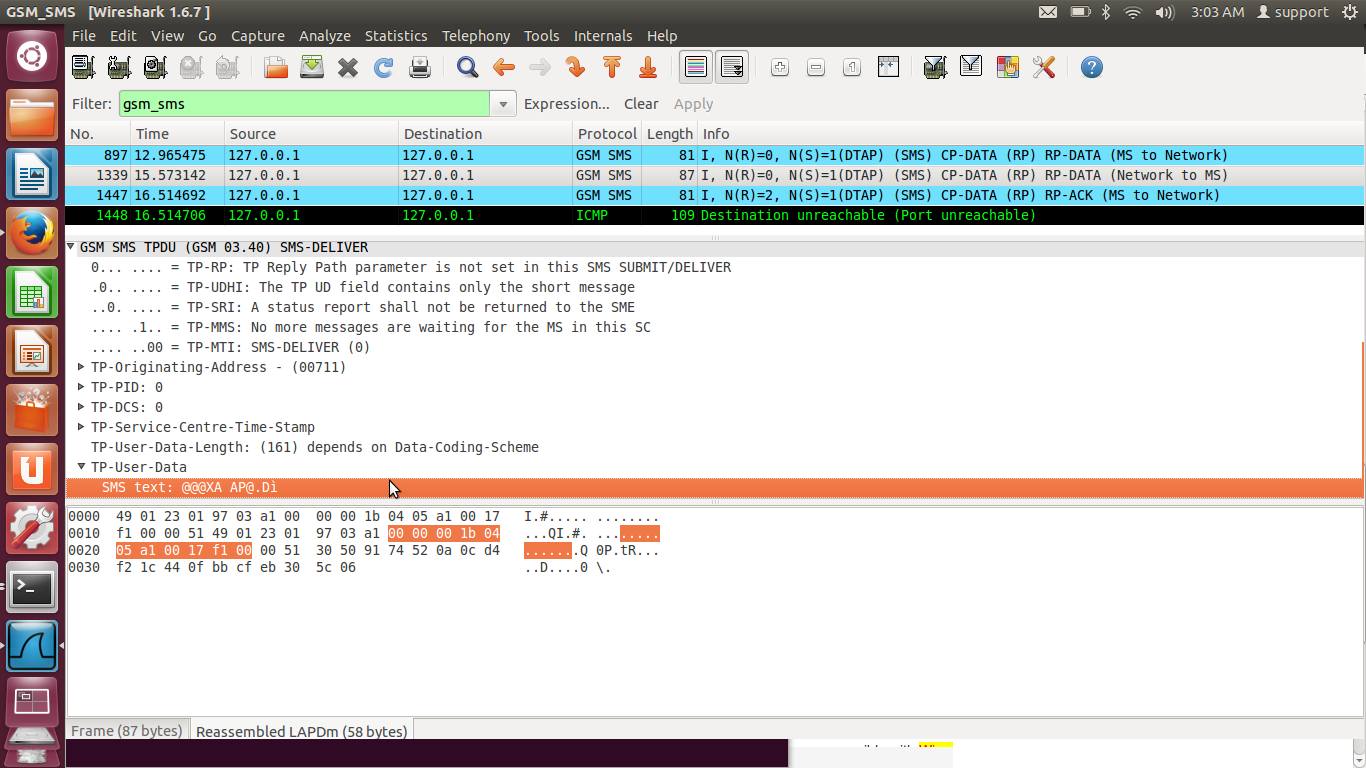 GSM_SMS [Wireshark 1.6.7 ]
3:03 AM support
File Edit View Go Capture Analyze Statistics Telephony Tools Internals Help
Filter: gsm_sms Expression... Clear Apply
No. Time Source Destination Protocol Length Info
897 12.965475 127.0.0.1 127.0.0.1 GSM SMS 81 I, N(R)=0, N(S)=1(DTAP) (SMS) CP-DATA (RP) RP-DATA (MS to Network)
1339 15.573142 127.0.0.1 127.0.0.1 GSM SMS 87 I, N(R)=0, N(S)=1(DTAP) (SMS) CP-DATA (RP) RP-DATA (Network to MS)
1447 16.514692 127.0.0.1 127.0.0.1 GSM SMS 81 I, N(R)=2, N(S)=1(DTAP) (SMS) CP-DATA (RP) RP-ACK (MS to Network)
1448 16.514706 127.0.0.1 127.0.0.1 ICMP 109 Destination unreachable (Port unreachable)
GSM SMS TPDU (GSM 03.40) SMS-DELIVER
0... .... = TP-RP: TP Reply Path parameter is not set in this SMS SUBMIT/DELIVER
.0.. .... = TP-UDHI: The TP UD field contains only the short message
..0. .... = TP-SRI: A status report shall not be returned to the SME
.... .1.. = TP-MMS: No more messages are waiting for the MS in this SC
.... ..00 = TP-MTI: SMS-DELIVER (0)
TP-Originating-Address - (00711)
TP-PID: 0
TP-DCS: 0
TP-Service-Centre-Time-Stamp
TP-User-Data-Length: (161) depends on Data-Coding-Scheme
TP-User-Data
SMS text: @@@XA AP@.Dì
0000 49 01 23 01 97 03 a1 00 00 00 1b 04 05 a1 00 17 I.#..... ........
0010 f1 00 00 51 49 01 23 01 97 03 a1 00 00 00 1b 04 ...QI.#. ........
0020 05 a1 00 17 f1 00 00 51 30 50 91 74 52 0a 0c d4 .......Q 0P.tR...
0030 f2 1c 44 0f bb cf eb 30 5c 06 ..D....0 \.
Frame (87 bytes) Reassembled LAPDm (58 bytes)